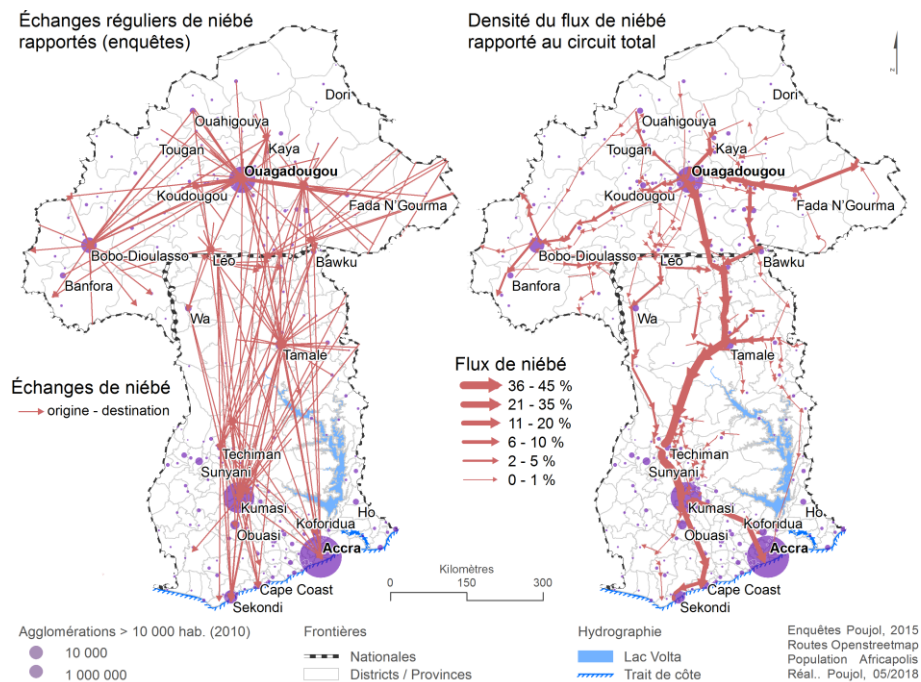 Échanges réguliers de niébé
rapportés (enquêtes)
Dori
Ouahigouya
Tougan
Kaya
Ouagadougou
Koudougou
Fada N'Gourma
Bobo-Dioulasso
Leo
Bawku
Banfora
Wa
Tamale
Échanges de niébé
origine - destination
Techiman
Sunyani
Kumasi
Ho
Koforidua
Obuasi
Accra
Cape Coast
Sekondi
Densité du flux de niébé
rapporté au circuit total
N
Dori
Ouahigouya
Tougan
Kaya
Ouagadougou
Koudougou
Fada N'Gourma
Bobo-Dioulasso
Leo
Bawku
Banfora
Wa
Tamale
Flux de niébé
36 - 45 %
21 - 35 %
11 - 20 %
6 - 10 %
2 - 5 %
0 - 1 %
Techiman
Sunyani
Kumasi
Ho
Koforidua
Obuasi
Accra
Cape Coast
Sekondi
Kilomètres
0 150 300
Agglomérations > 10 000 hab. (2010)
10 000
1 000 000
Frontières
Nationales
Districts / Provinces
Hydrographie
Lac Volta
Trait de côte
Enquêtes Poujol, 2015
Routes Openstreetmap
Population Africapolis
Réal.. Poujol, 05/2018